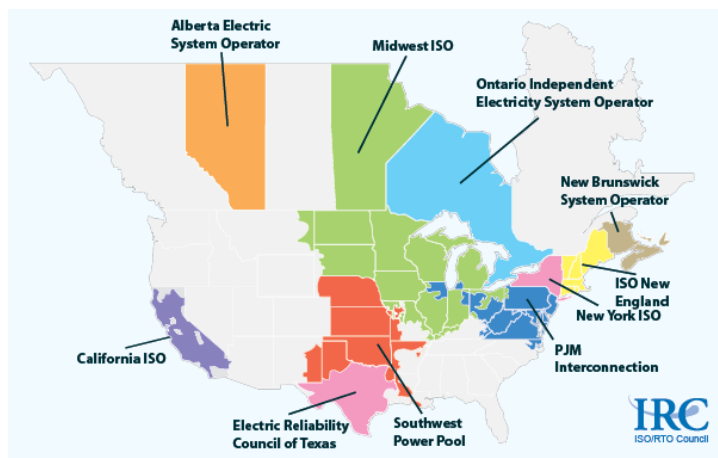 Alberta Electric
System Operator
Midwest ISO
Ontario Independent
Electricity System Operator
New Brunswick
System Operator
ISO New
England
New York ISO
PJM
Interconnection
California ISO
Electric Reliability
Council of Texas
Southwest
Power Pool
IRC
ISO/RTO Council